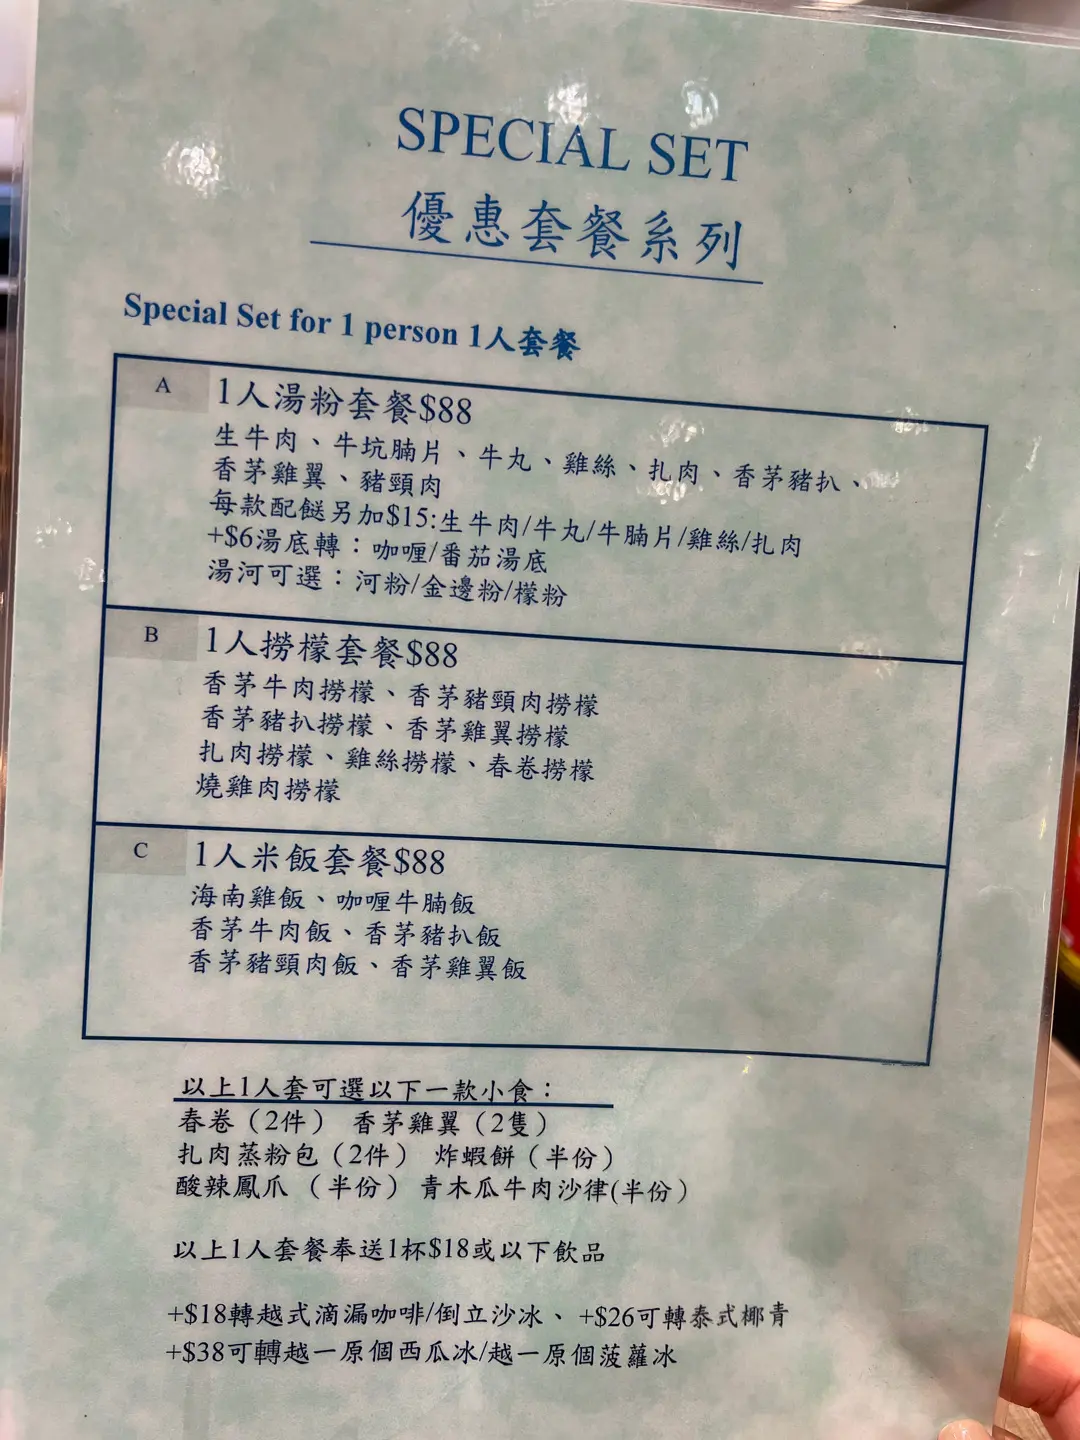 SPECIAL SET
優惠套餐系列
Special Set for 1 person 1人套餐
A
1人湯粉套餐$88
生牛肉、牛坑腩片、牛丸、雞絲、扎肉、香茅豬扒、
香茅雞翼、豬頸肉
每款配餸另加$15:生牛肉/牛丸/牛腩片/雞絲/扎肉
+$6湯底轉：咖喱/番茄湯底
湯河可選：河粉/金邊粉/檬粉
B
1人撈檬套餐$88
香茅牛肉撈檬、香茅豬頸肉撈檬
香茅豬扒撈檬、香茅雞翼撈檬
扎肉撈檬、雞絲撈檬、春卷撈檬
燒雞肉撈檬
C
1人米飯套餐$88
海南雞飯、咖喱牛腩飯
香茅牛肉飯、香茅豬扒飯
香茅豬頸肉飯、香茅雞翼飯
以上1人套可選以下一款小食：
春卷（2件） 香茅雞翼（2隻）
扎肉蒸粉包（2件） 炸蝦餅（半份）
酸辣鳳爪 （半份） 青木瓜牛肉沙律(半份）
以上1人套餐奉送1杯$18或以下飲品
+$18轉越式滴漏咖啡/倒立沙冰、 +$26可轉泰式椰青
+$38可轉越一原個西瓜冰/越一原個菠蘿冰